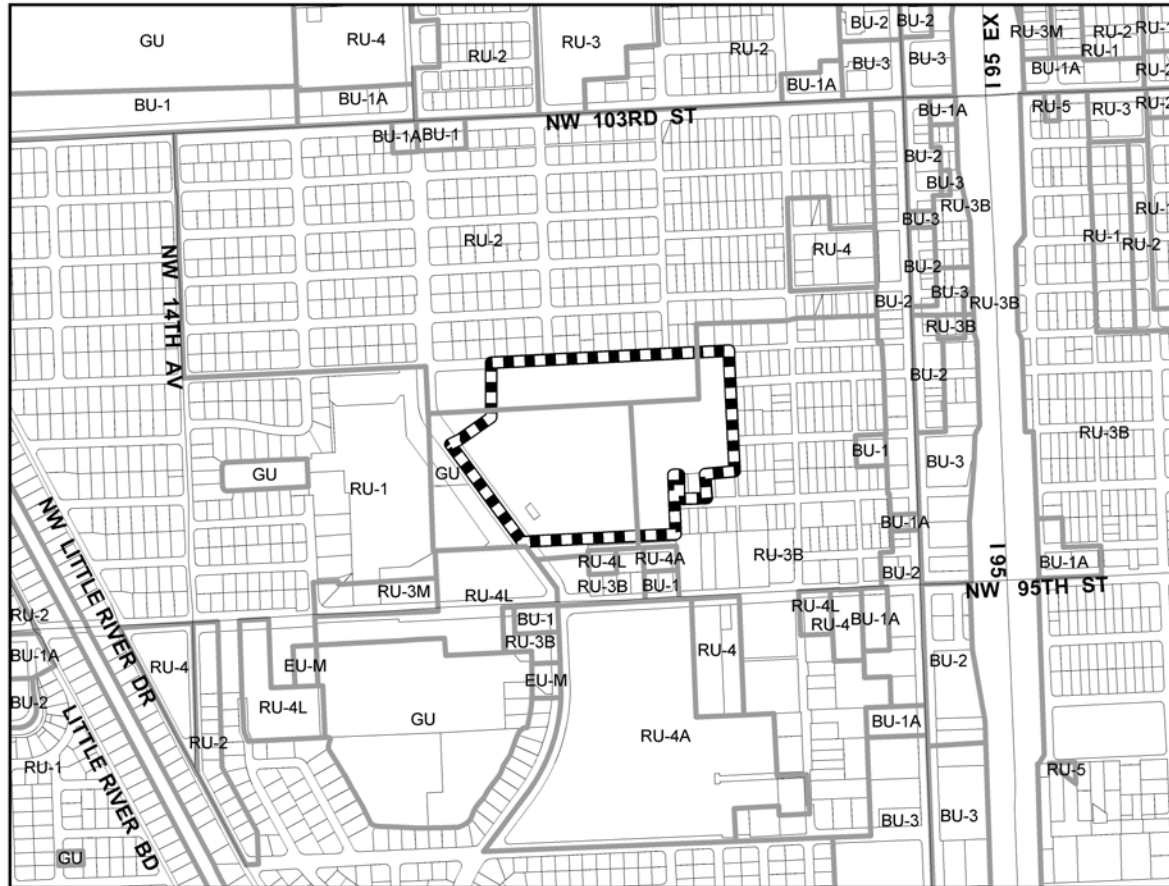 GU
RU-4
RU-2
RU-3
RU-2
BU-2
BU-2
I 95 EX
RU-3M
RU-2
RU-1
BU-3
BU-3
BU-1A
BU-1
BU-1A
BU-1A
NW 103RD ST
BU-1A
RU-5
RU-3
BU-1A
BU-1
BU-2
BU-3
RU-3B
BU-3
RU-1
RU-2
RU-2
RU-4
NW 14TH AV
BU-2
BU-3
BU-2
RU-3B
RU-3B
BU-2
RU-3B
BU-1
BU-3
GU
GU
RU-1
BU-1A
I 95
NW LITTLE RIVER DR
RU-4L
RU-4A
RU-3B
BU-1A
RU-3M
RU-4L
RU-3B
BU-1
BU-2
NW 95TH ST
RU-2
BU-1
RU-4L
RU-4
BU-1A
BU-1A
RU-4
EU-M
RU-3B
RU-4
BU-2
BU-2
EU-M
RU-4L
GU
BU-1A
RU-4A
RU-2
LITTLE RIVER BD
RU-1
RU-5
BU-3
BU-3
GU